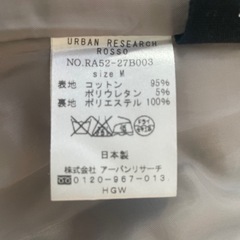 URBAN RESEARCH
ROSSO
NO.RA52-27B003
size M
表地 コットン 95%
ポリウレタン 5%
裏地 ポリエステル 100%
日本製
株式会社 アーバンリサーチ
0120-967-013
HGW